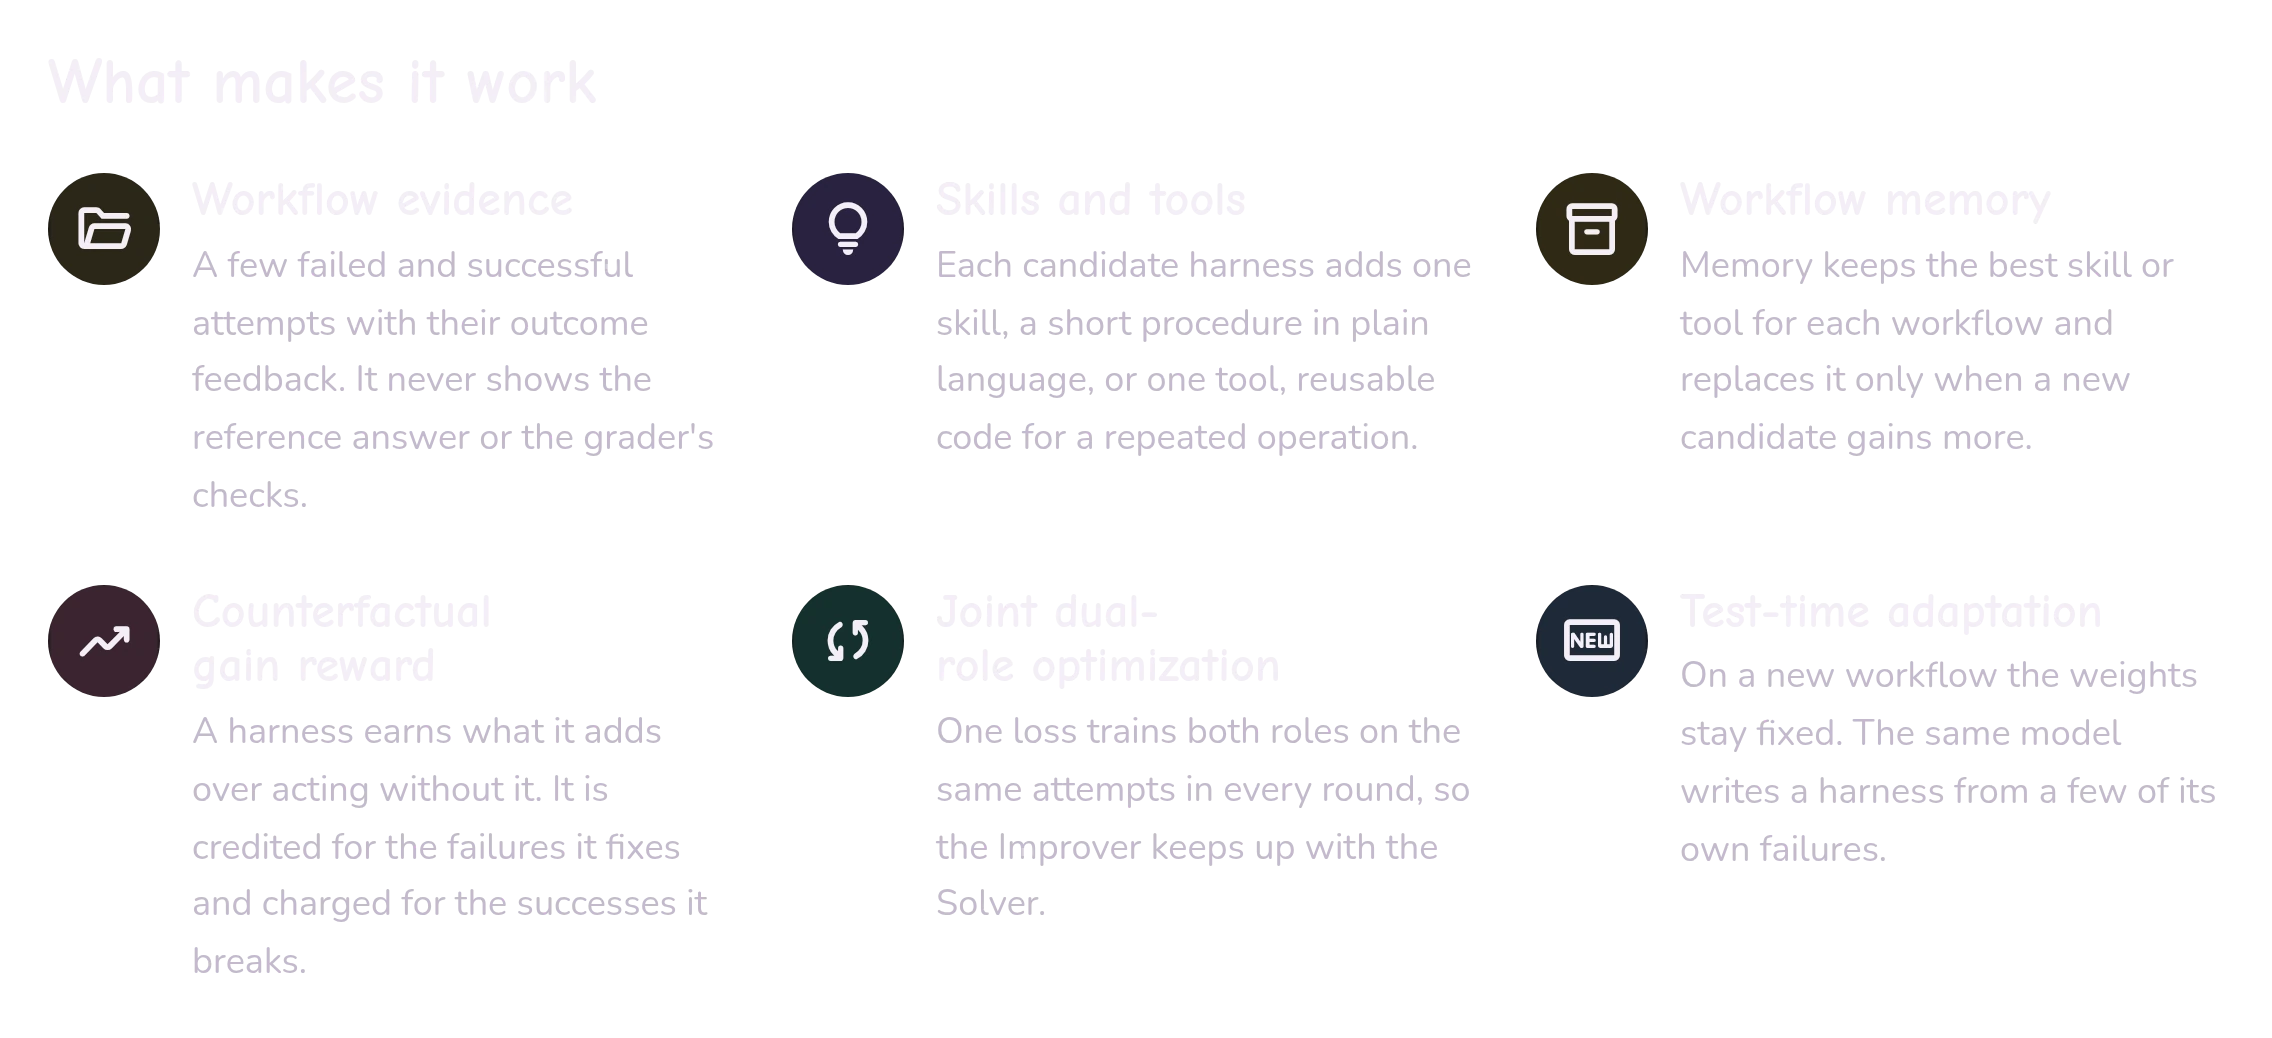 What makes it work
Workflow evidence
A few failed and successful
attempts with their outcome
feedback. It never shows the
reference answer or the grader's
checks.
Skills and tools
Each candidate harness adds one
skill, a short procedure in plain
language, or one tool, reusable
code for a repeated operation.
Workflow memory
Memory keeps the best skill or
tool for each workflow and
replaces it only when a new
candidate gains more.
Counterfactual
gain reward
A harness earns what it adds
over acting without it. It is
credited for the failures it fixes
and charged for the successes it
breaks.
Joint dual-
role optimization
One loss trains both roles on the
same attempts in every round, so
the Improver keeps up with the
Solver.
NEW
Test-time adaptation
On a new workflow the weights
stay fixed. The same model
writes a harness from a few of its
own failures.